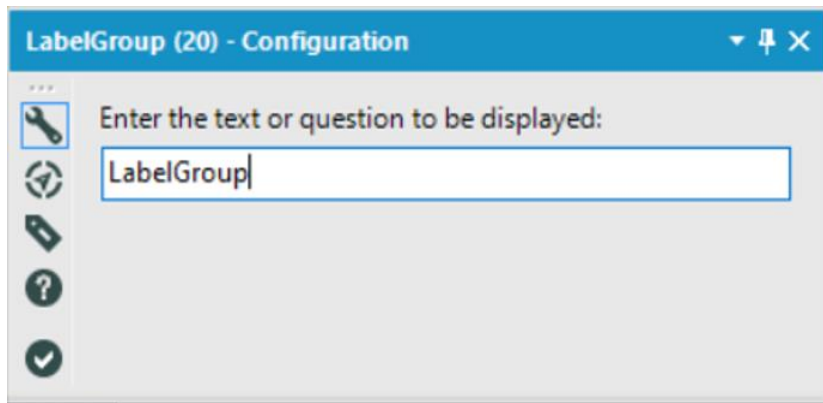 LabelGroup (20) - Configuration
Enter the text or question to be displayed:
LabelGroup